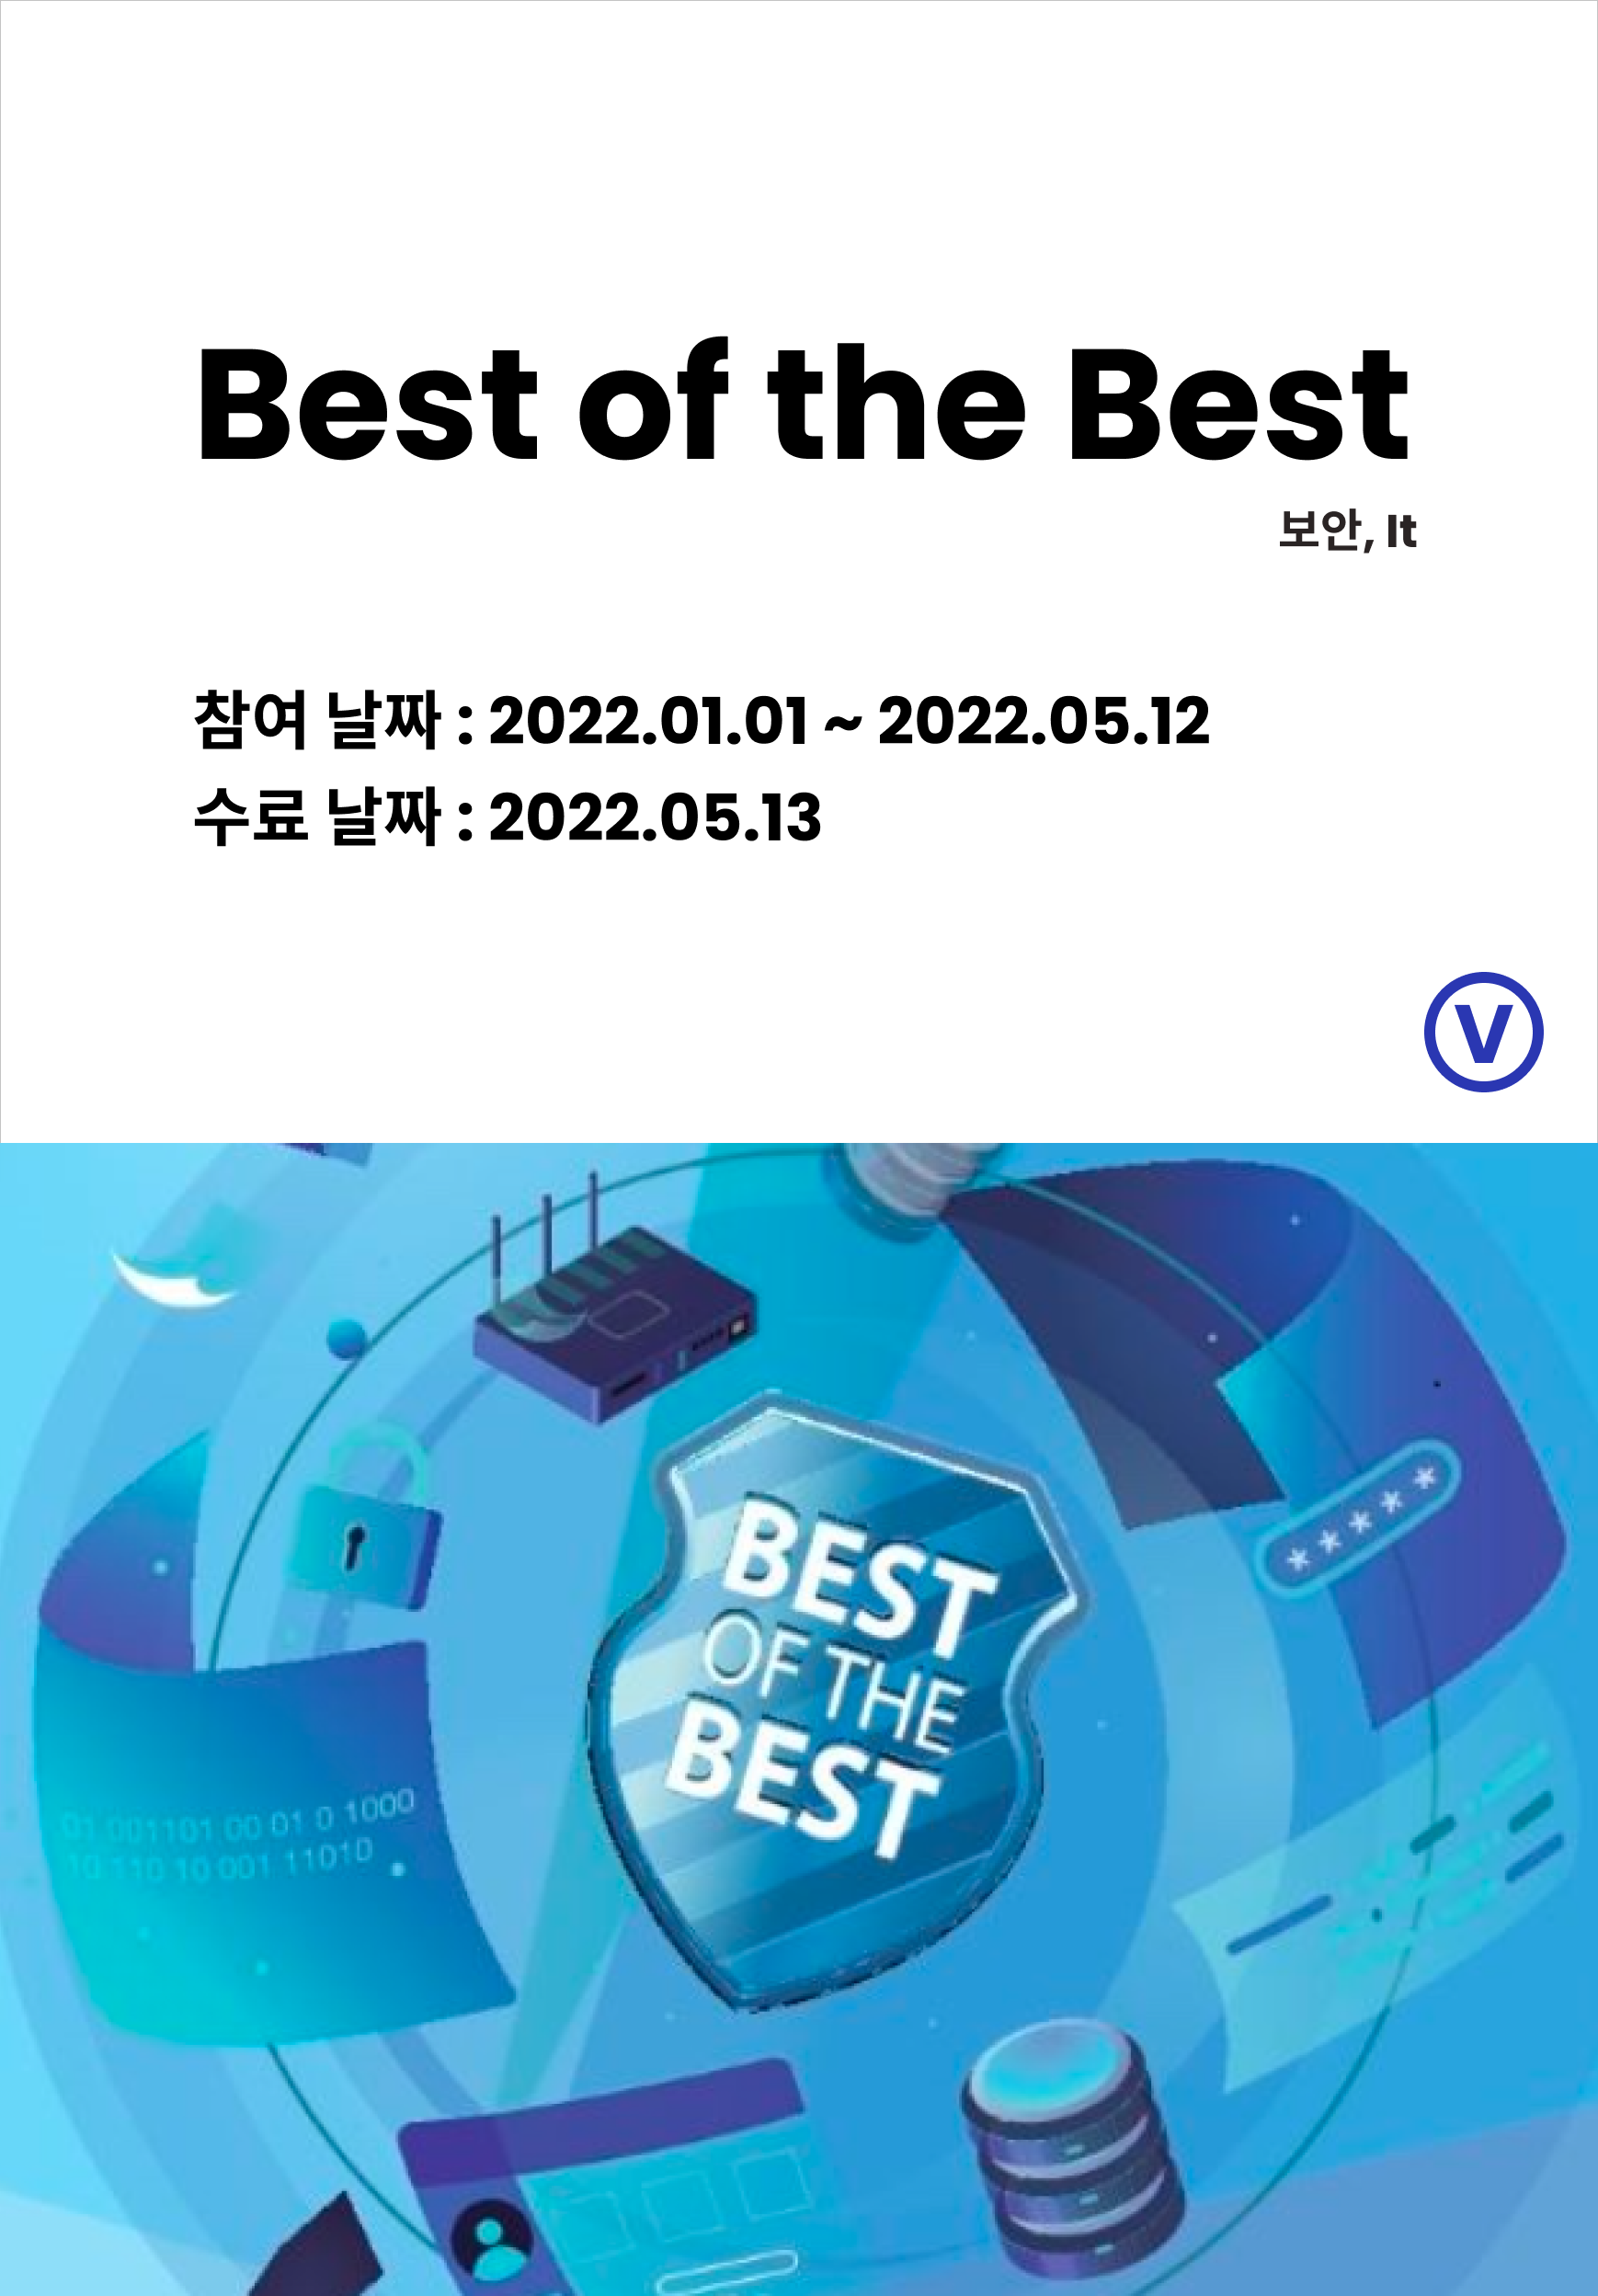 Best of the Best
보안, It
참여 날짜 : 2022.01.01 ~ 2022.05.12
수료 날짜 : 2022.05.13
V
BEST
OF THE
BEST
*****
01 001101 00 01 0 1000
10 110 10 001 11010